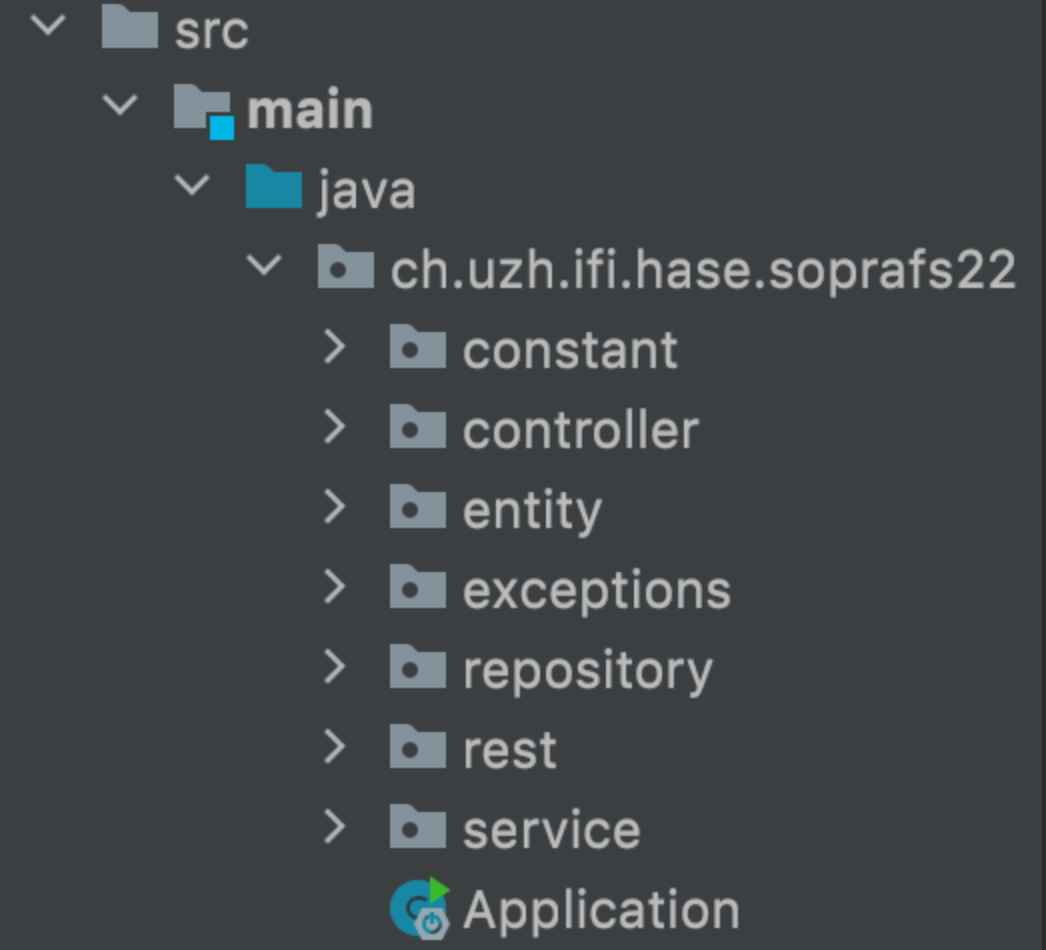 src
main
java
ch.uzh.ifi.hase.soprafs22
constant
controller
entity
exceptions
repository
rest
service
Application